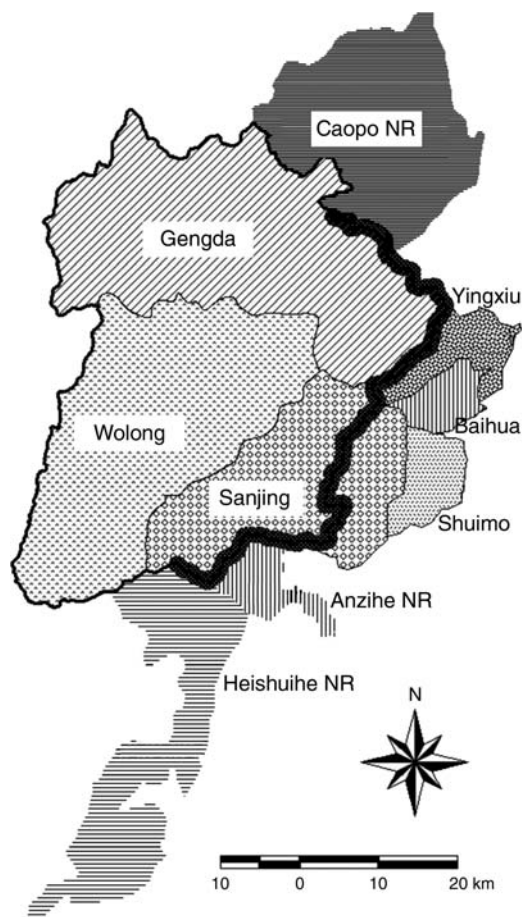 Caopo NR
Gengda
Yingxiu
Wolong
Baihua
Sanjing
Shuimo
Anzihe NR
Heishuihe NR
N
10 0 10 20 km